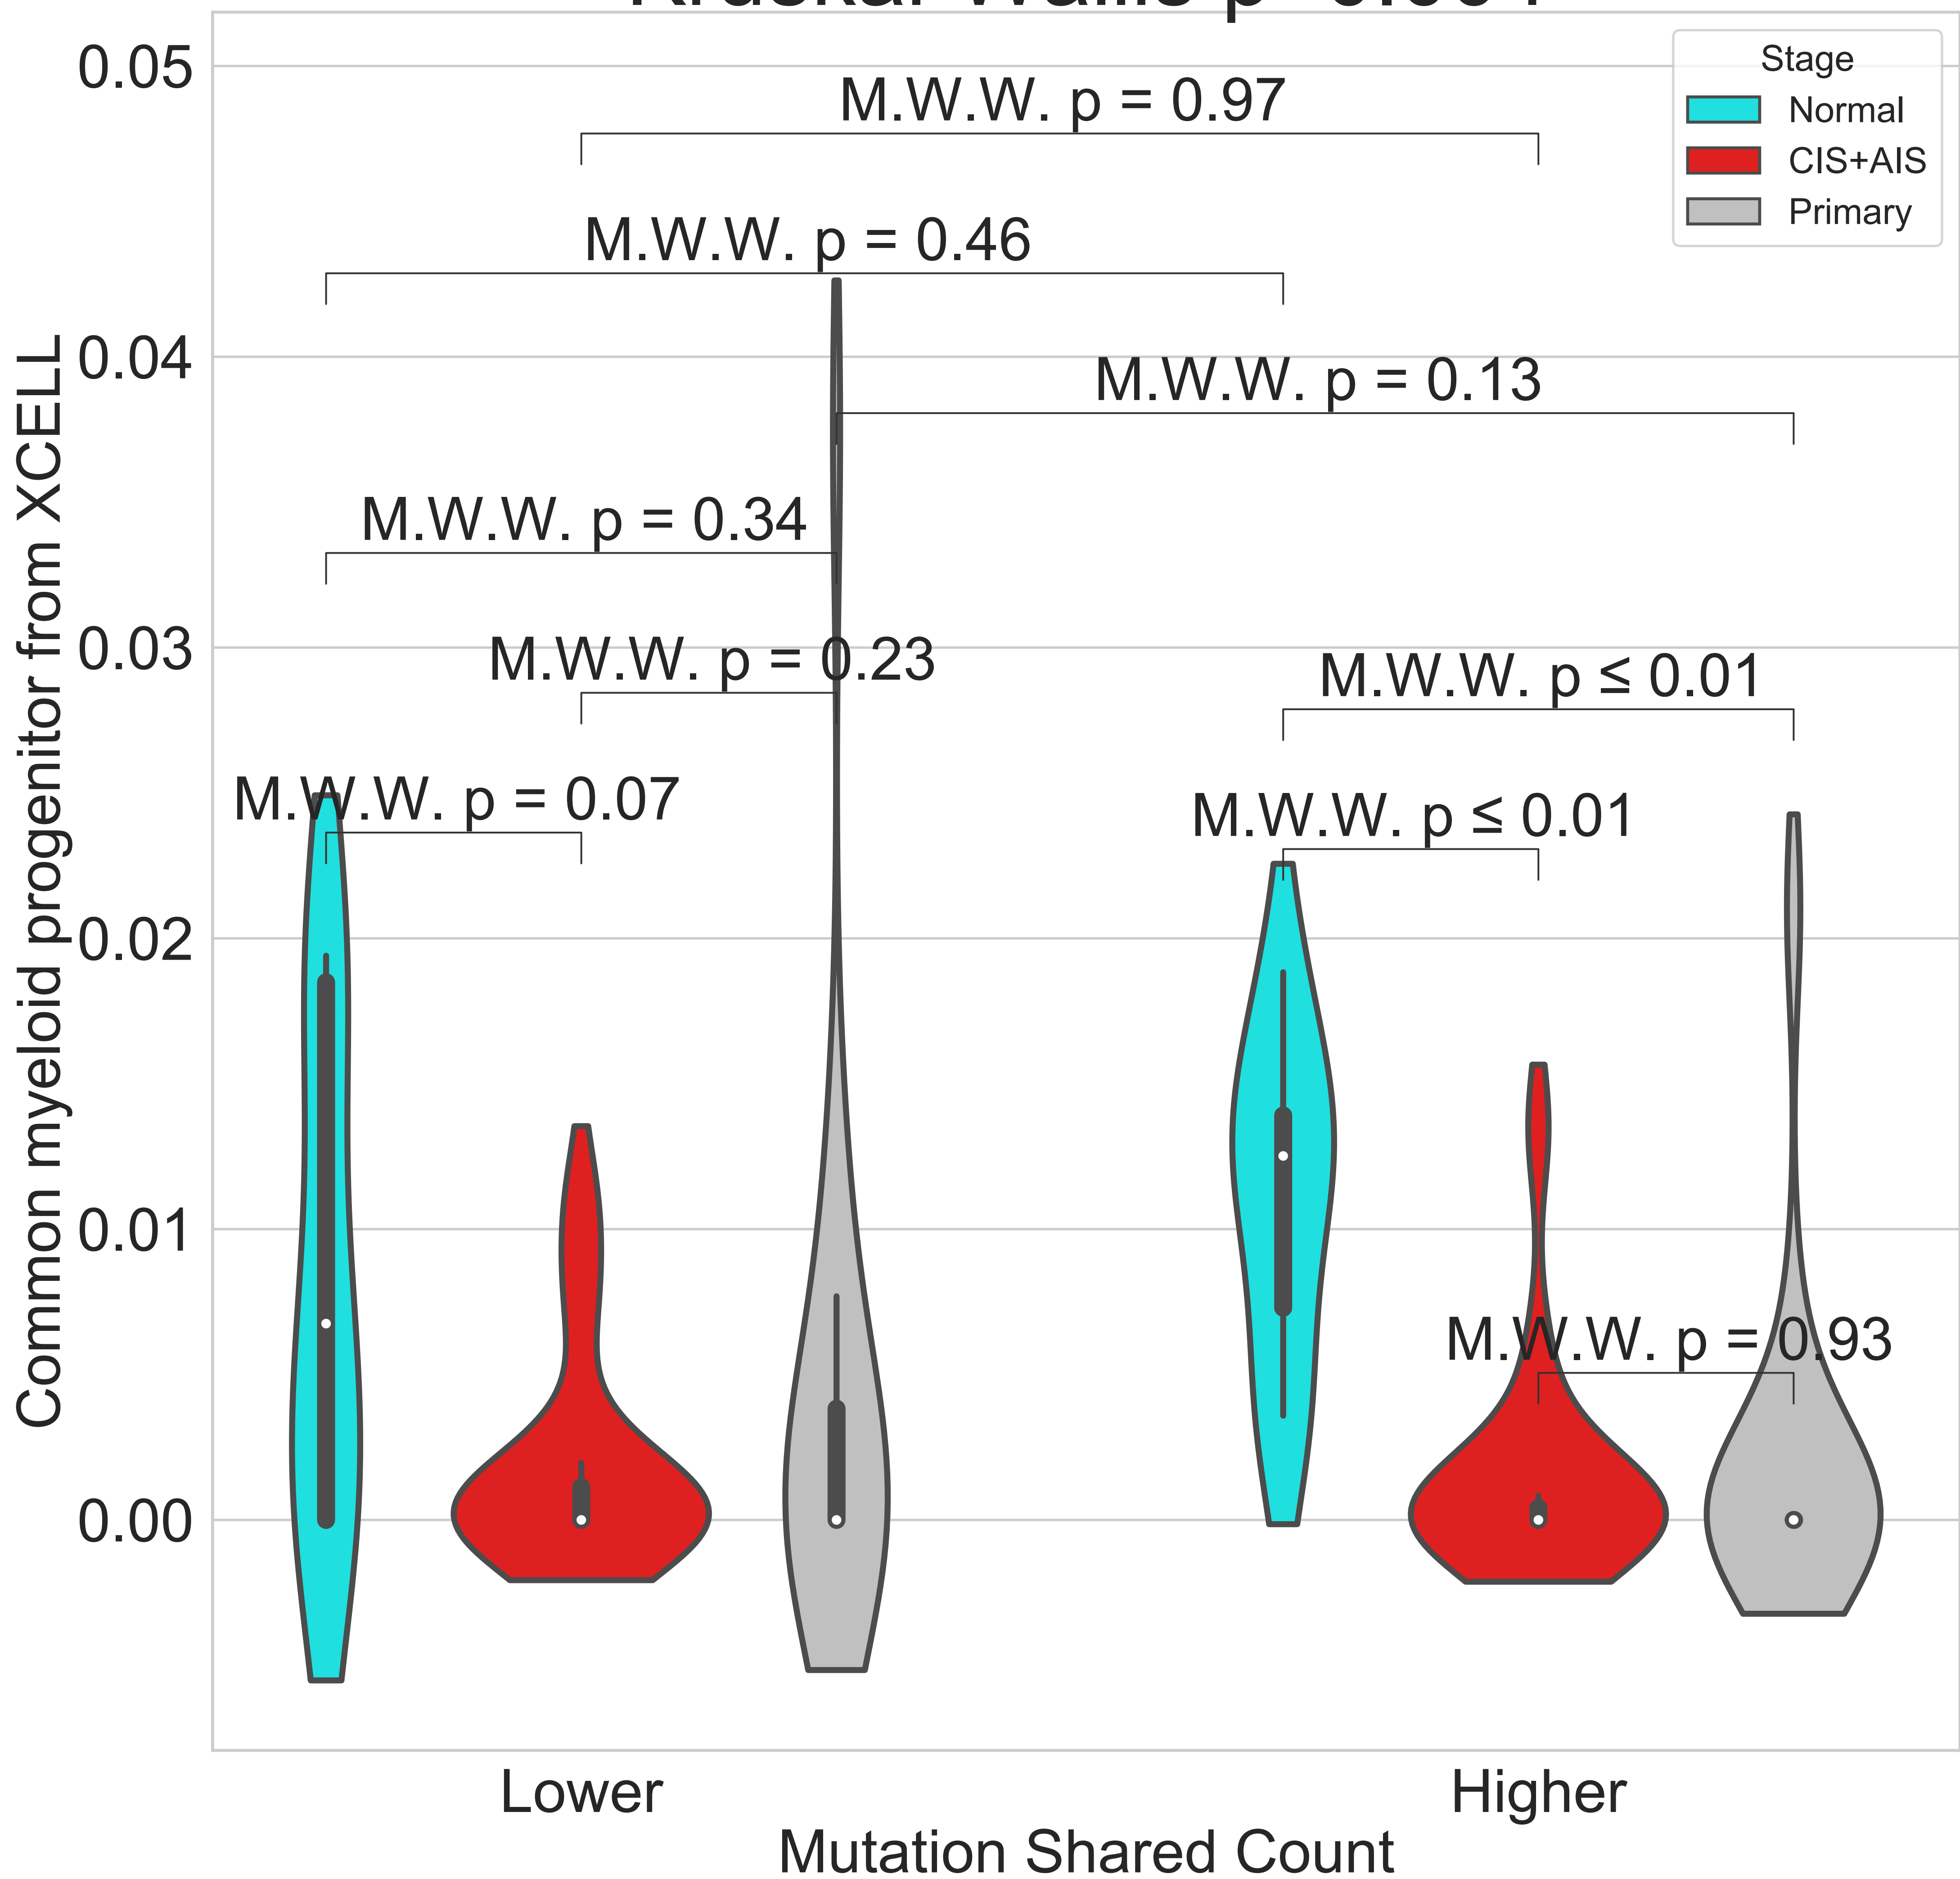 0.05
0.04
0.03
0.02
0.01
0.00
Common myeloid progenitor from XCELL
Stage
Normal
CIS+AIS
Primary
M.W.W. p = 0.97
M.W.W. p = 0.46
M.W.W. p = 0.13
M.W.W. p = 0.34
M.W.W. p = 0.23
M.W.W. p ≤ 0.01
M.W.W. p = 0.07
M.W.W. p ≤ 0.01
M.W.W. p = 0.93
Lower
Higher
Mutation Shared Count